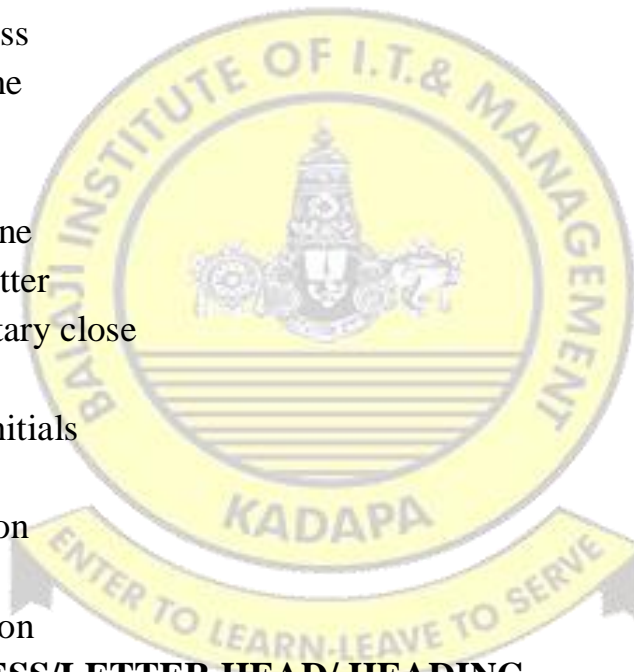 ss
ne
ne
tter
tary close
nitials
on
on
ESS/LETTER HEAD/ HEADING
BALAJI INSTITUTE OF I.T.& MANAGEMENT
KADAPA
ENTER TO LEARN-LEAVE TO SERVE